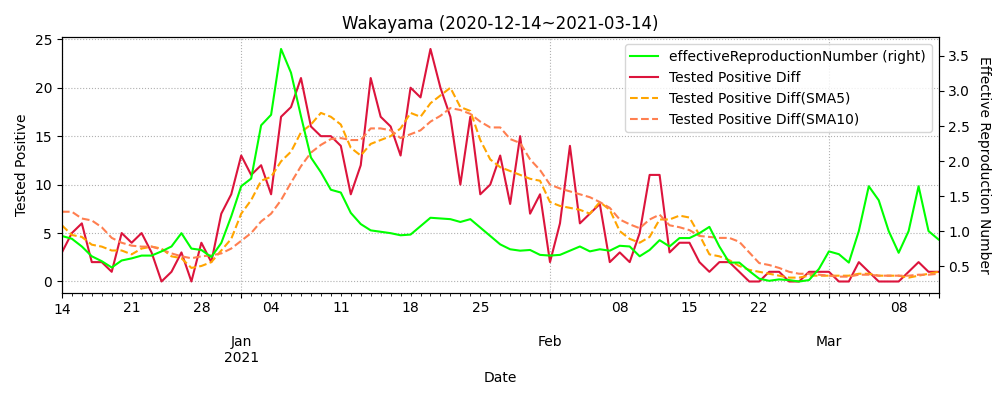 Wakayama (2020-12-14~2021-03-14)
effectiveReproductionNumber (right)
Tested Positive Diff
Tested Positive Diff(SMA5)
Tested Positive Diff(SMA10)
Tested Positive
25
20
15
10
5
0
3.5
3.0
2.5
2.0
1.5
1.0
0.5
Effective Reproduction Number
14 21 28 04 11 18 25 08 15 22 08
Jan Feb Mar
2021
Date